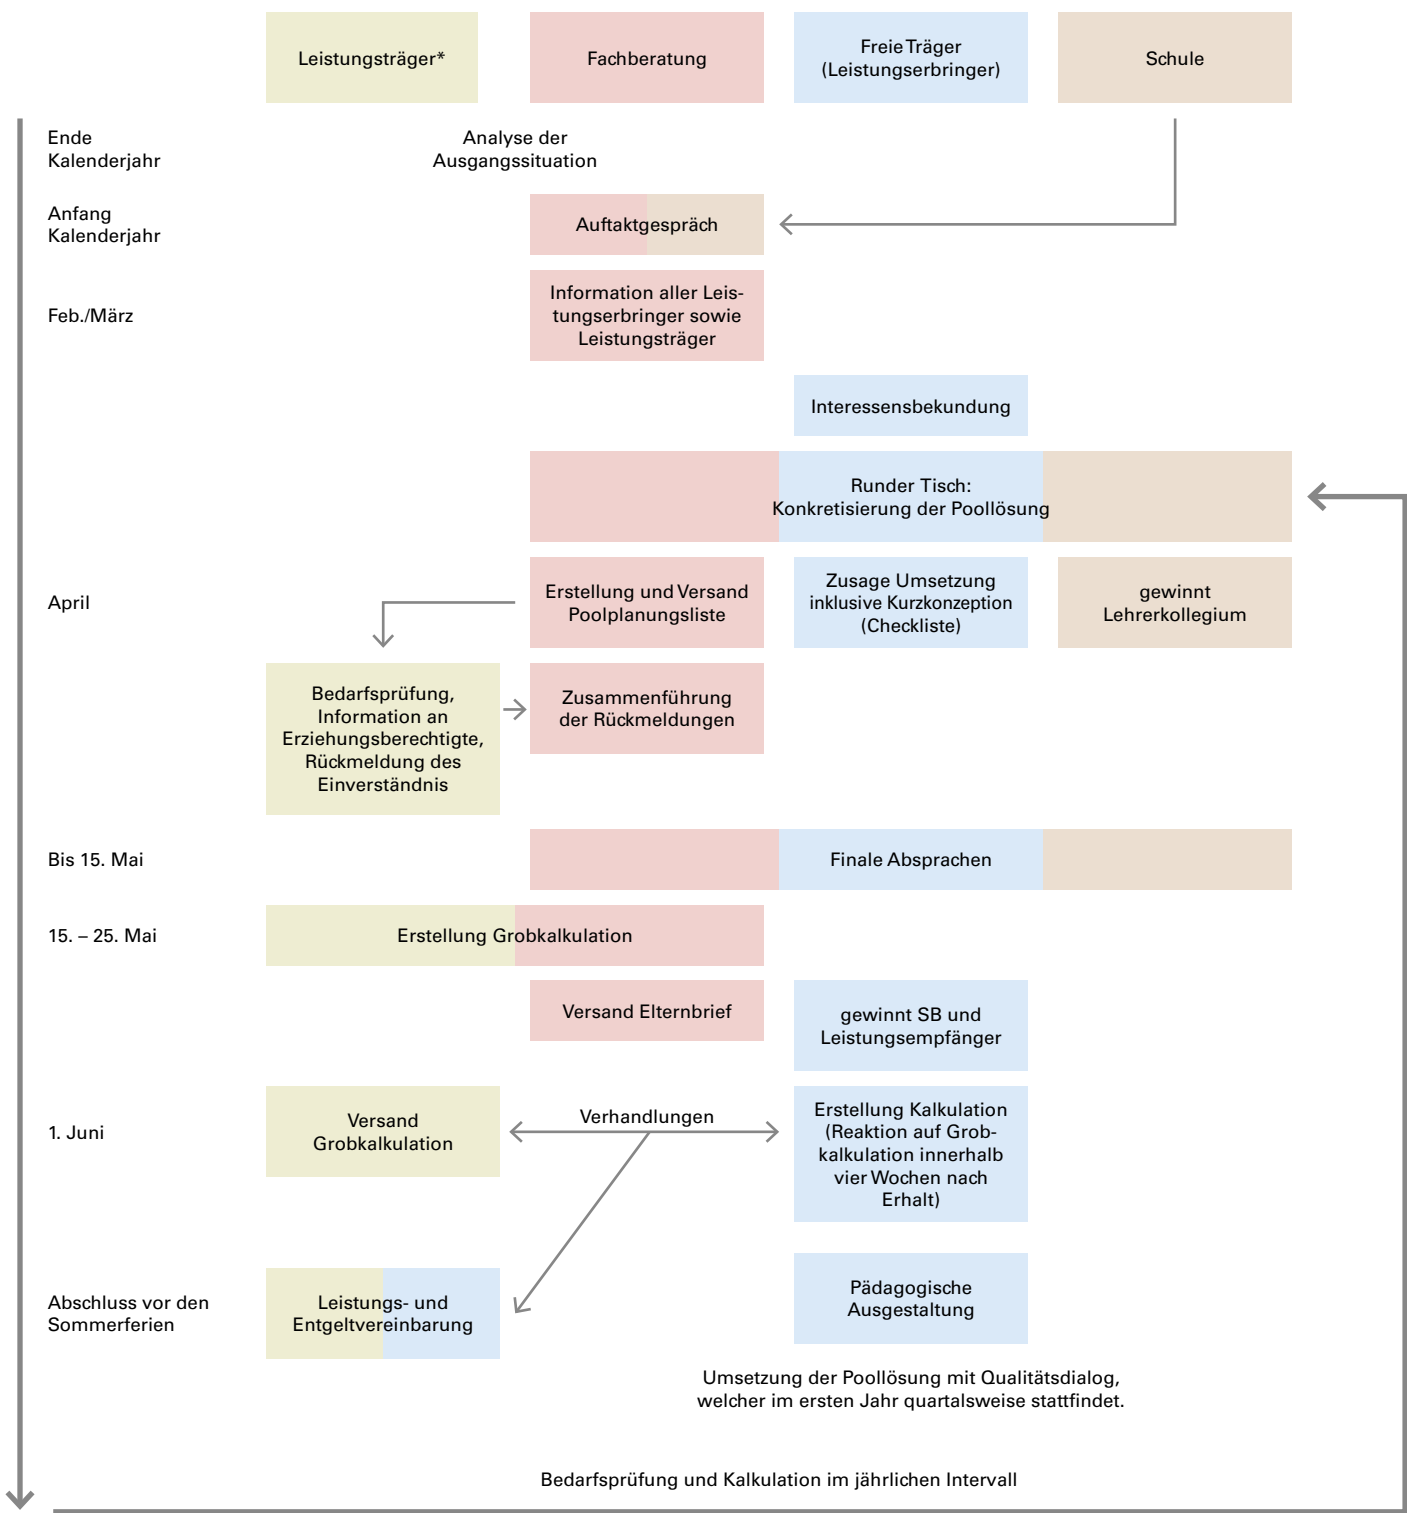 Leistungsträger*
Fachberatung
Freie Träger
(Leistungserbringer)
Schule
Ende
Kalenderjahr
Analyse der
Ausgangssituation
Anfang
Kalenderjahr
Auftaktgespräch
Feb./März
Information aller Leis-
tungserbringer sowie
Leistungsträger
Interessensbekundung
Runder Tisch:
Konkretisierung der Poollösung
April
Erstellung und Versand
Poolplanungsliste
Zusage Umsetzung
inklusive Kurzkonzeption
(Checkliste)
gewinnt
Lehrerkollegium
Bedarfsprüfung,
Information an
Erziehungsberechtigte,
Rückmeldung des
Einverständnis
Zusammenführung
der Rückmeldungen
Bis 15. Mai
Finale Absprachen
15. – 25. Mai
Erstellung Grobkalkulation
Versand Elternbrief
gewinnt SB und
Leistungsempfänger
1. Juni
Versand
Grobkalkulation
Verhandlungen
Erstellung Kalkulation
(Reaktion auf Grob-
kalkulation innerhalb
vier Wochen nach
Erhalt)
Abschluss vor den
Sommerferien
Leistungs- und
Entgeltvereinbarung
Pädagogische
Ausgestaltung
Umsetzung der Poollösung mit Qualitätsdialog,
welcher im ersten Jahr quartalsweise stattfindet.
Bedarfsprüfung und Kalkulation im jährlichen Intervall